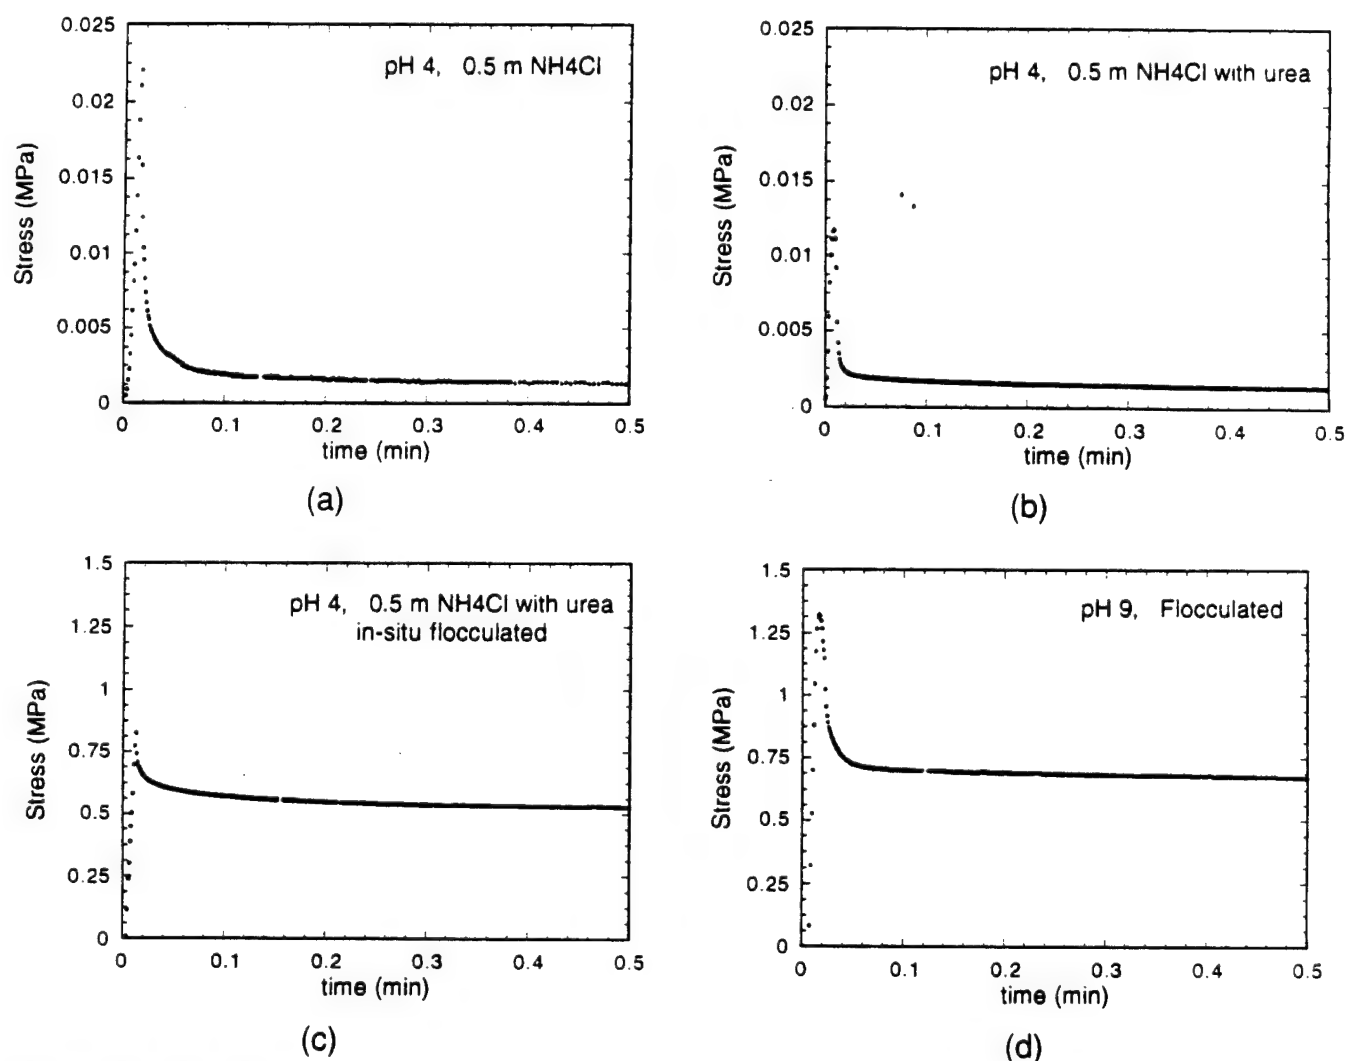 0.025
0.02
0.015
0.01
0.005
0
Stress (MPa)
pH 4, 0.5 m NH4Cl
0 0.1 0.2 0.3 0.4 0.5
time (min)
(a)
0.025
0.02
0.015
0.01
0.005
0
Stress (MPa)
pH 4, 0.5 m NH4Cl with urea
0 0.1 0.2 0.3 0.4 0.5
time (min)
(b)
1.5
1.25
1
0.75
0.5
0.25
0
Stress (MPa)
pH 4, 0.5 m NH4Cl with urea
in-situ flocculated
0 0.1 0.2 0.3 0.4 0.5
time (min)
(c)
1.5
1.25
1
0.75
0.5
0.25
0
Stress (MPa)
pH 9, Flocculated
0 0.1 0.2 0.3 0.4 0.5
time (min)
(d)